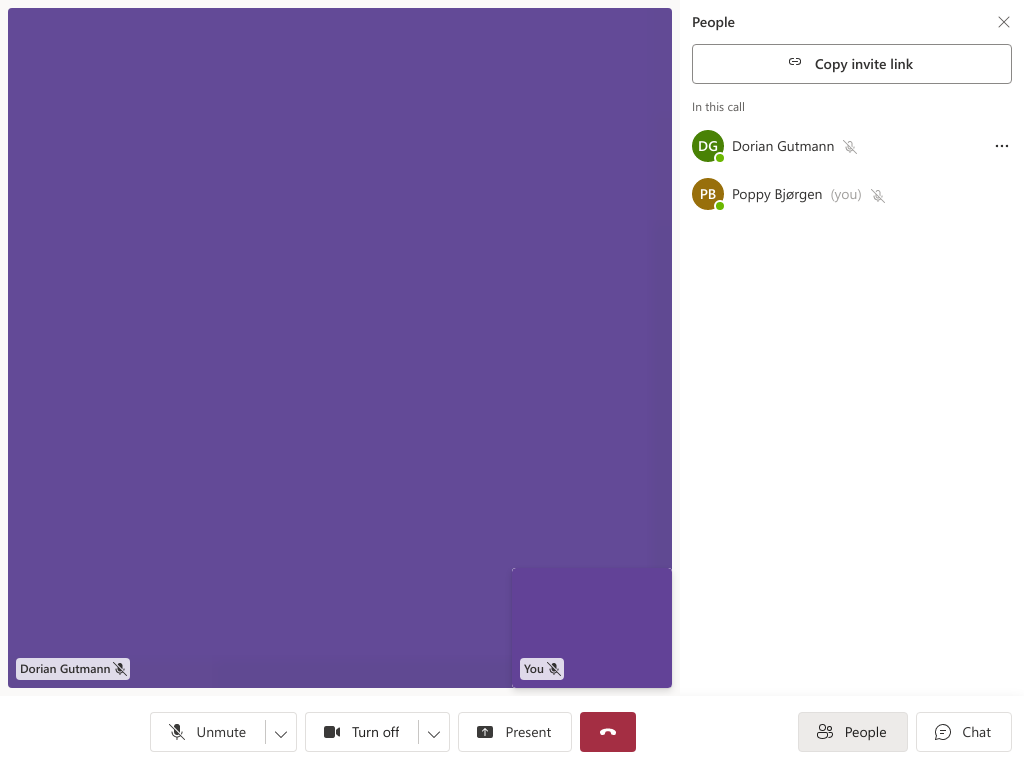 People
Copy invite link
In this call
DG Dorian Gutmann
PB Poppy Bjørgen (you)
Dorian Gutmann
You
Unmute
Turn off
Present
People
Chat